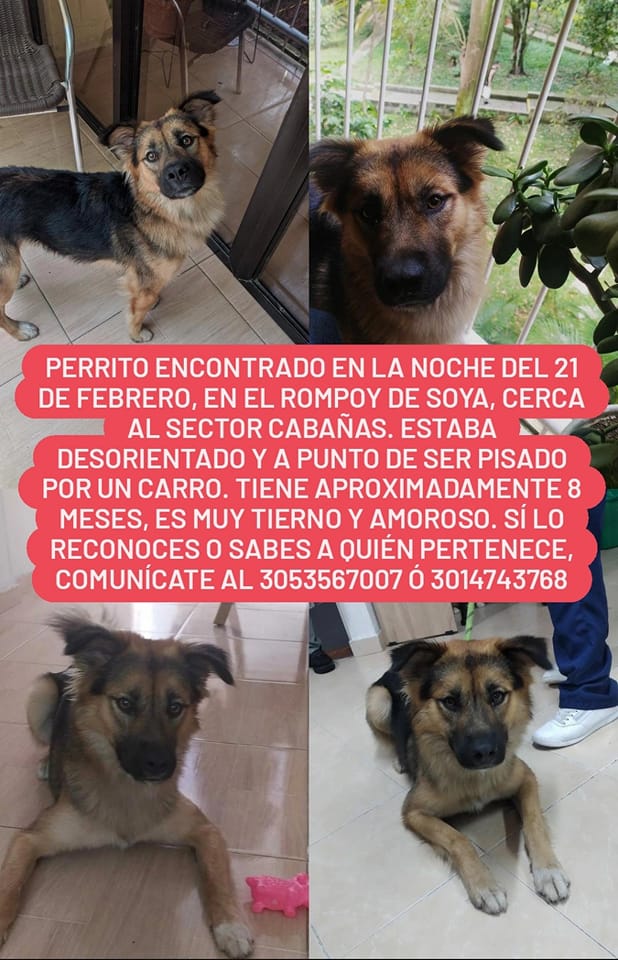 PERRITO ENCONTRADO EN LA NOCHE DEL 21
DE FEBRERO, EN EL ROMPOY DE SOYA, CERCA
AL SECTOR CABAÑAS. ESTABA
DESORIENTADO Y A PUNTO DE SER PISADO
POR UN CARRO. TIENE APROXIMADAMENTE 8
MESES, ES MUY TIERNO Y AMOROSO. SÍ LO
RECONOCES O SABES A QUIÉN PERTENECE,
COMUNÍCATE AL 3053567007 Ó 3014743768